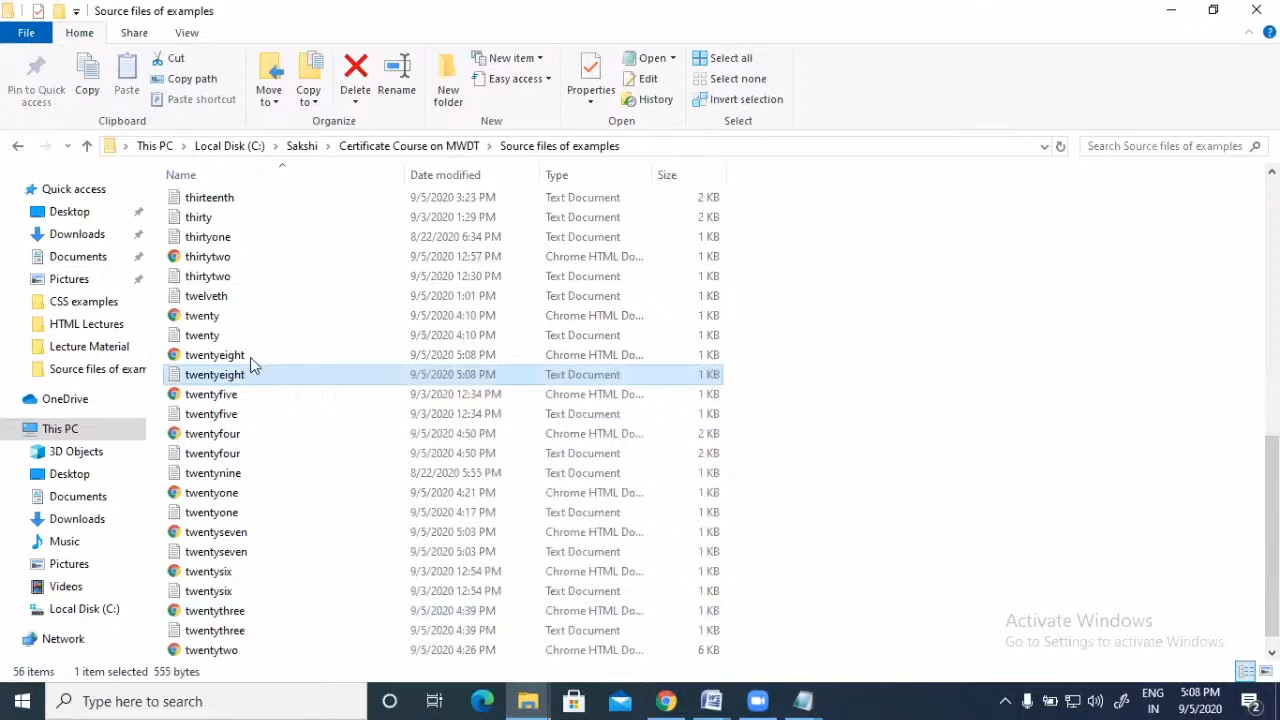 Source files of examples
File Home Share View
Pin to Quick access
Copy
Paste
Cut
Copy path
Paste shortcut
Clipboard
Move to
Copy to
Delete
Rename
Organize
New folder
New item
Easy access
New
Properties
Open
Edit
History
Open
Select all
Select none
Invert selection
Select
This PC > Local Disk (C:) > Sakshi > Certificate Course on MWDT > Source files of examples
Search Source files of examples
Quick access
Desktop
Downloads
Documents
Pictures
CSS examples
HTML Lectures
Lecture Material
Source files of exam
OneDrive
This PC
3D Objects
Desktop
Documents
Downloads
Music
Pictures
Videos
Local Disk (C:)
Network
Name Date modified Type Size
thirteenth 9/5/2020 3:23 PM Text Document 2 KB
thirty 9/3/2020 1:29 PM Text Document 2 KB
thirtyone 8/22/2020 6:34 PM Text Document 1 KB
thirtytwo 9/5/2020 12:57 PM Chrome HTML Do... 1 KB
thirtytwo 9/5/2020 12:30 PM Text Document 1 KB
twelveth 9/5/2020 1:01 PM Text Document 1 KB
twenty 9/5/2020 4:10 PM Chrome HTML Do... 1 KB
twenty 9/5/2020 4:10 PM Text Document 1 KB
twentyeight 9/5/2020 5:08 PM Chrome HTML Do... 1 KB
twentyeight 9/5/2020 5:08 PM Text Document 1 KB
twentyfive 9/3/2020 12:34 PM Chrome HTML Do... 1 KB
twentyfive 9/3/2020 12:34 PM Text Document 1 KB
twentyfour 9/5/2020 4:50 PM Chrome HTML Do... 2 KB
twentyfour 9/5/2020 4:50 PM Text Document 2 KB
twentynine 8/22/2020 5:55 PM Text Document 1 KB
twentyone 9/5/2020 4:21 PM Chrome HTML Do... 1 KB
twentyone 9/5/2020 4:17 PM Text Document 1 KB
twentyseven 9/5/2020 5:03 PM Chrome HTML Do... 1 KB
twentyseven 9/5/2020 5:03 PM Text Document 1 KB
twentysix 9/3/2020 12:54 PM Chrome HTML Do... 1 KB
twentysix 9/3/2020 12:54 PM Text Document 1 KB
twentythree 9/5/2020 4:39 PM Chrome HTML Do... 1 KB
twentythree 9/5/2020 4:39 PM Text Document 1 KB
twentytwo 9/5/2020 4:26 PM Chrome HTML Do... 6 KB
Activate Windows
Go to Settings to activate Windows.
56 items 1 item selected 555 bytes
Type here to search
ENG
IN
5:08 PM
9/5/2020
2